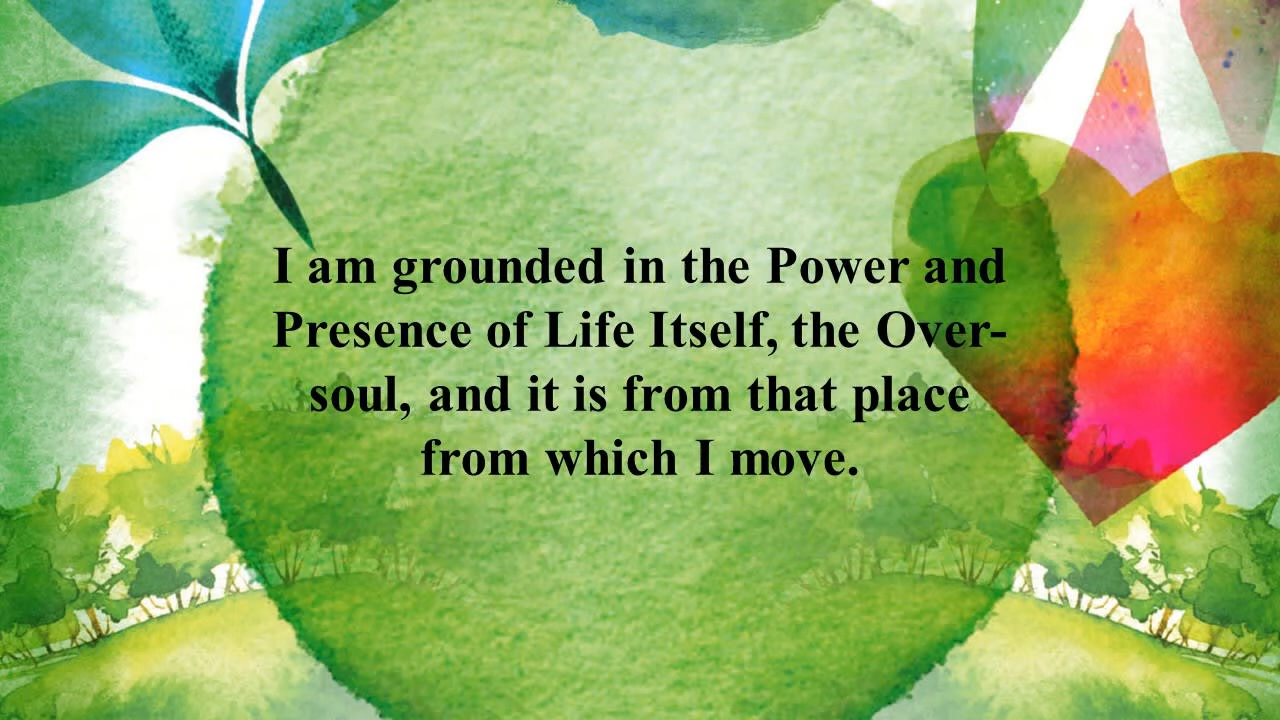 I am grounded in the Power and
Presence of Life Itself, the Over-
soul, and it is from that place
from which I move.